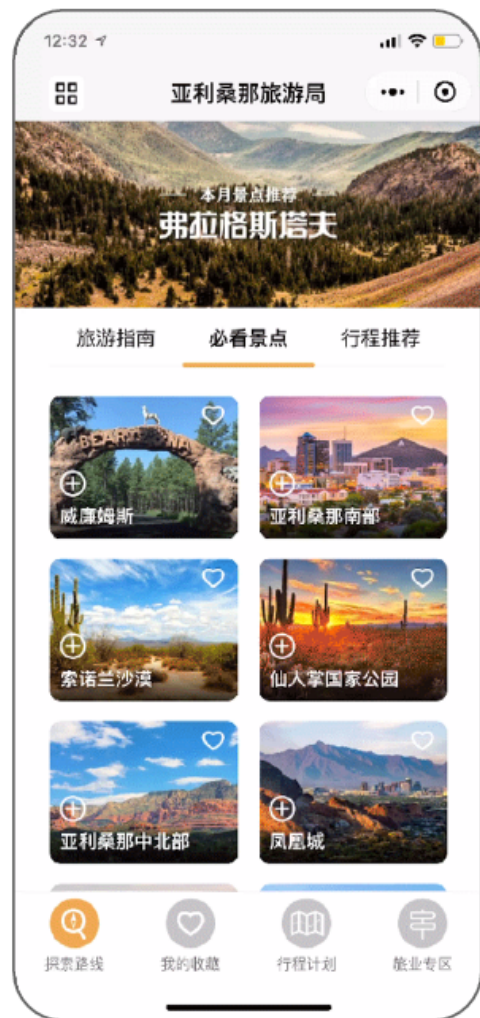 12:32
亚利桑那旅游局
本月景点推荐
弗拉格斯塔夫
旅游指南
必看景点
行程推荐
BEARIZONA
威廉姆斯
亚利桑那南部
索诺兰沙漠
仙人掌国家公园
亚利桑那中北部
凤凰城
探索路线
我的收藏
行程计划
旅业专区